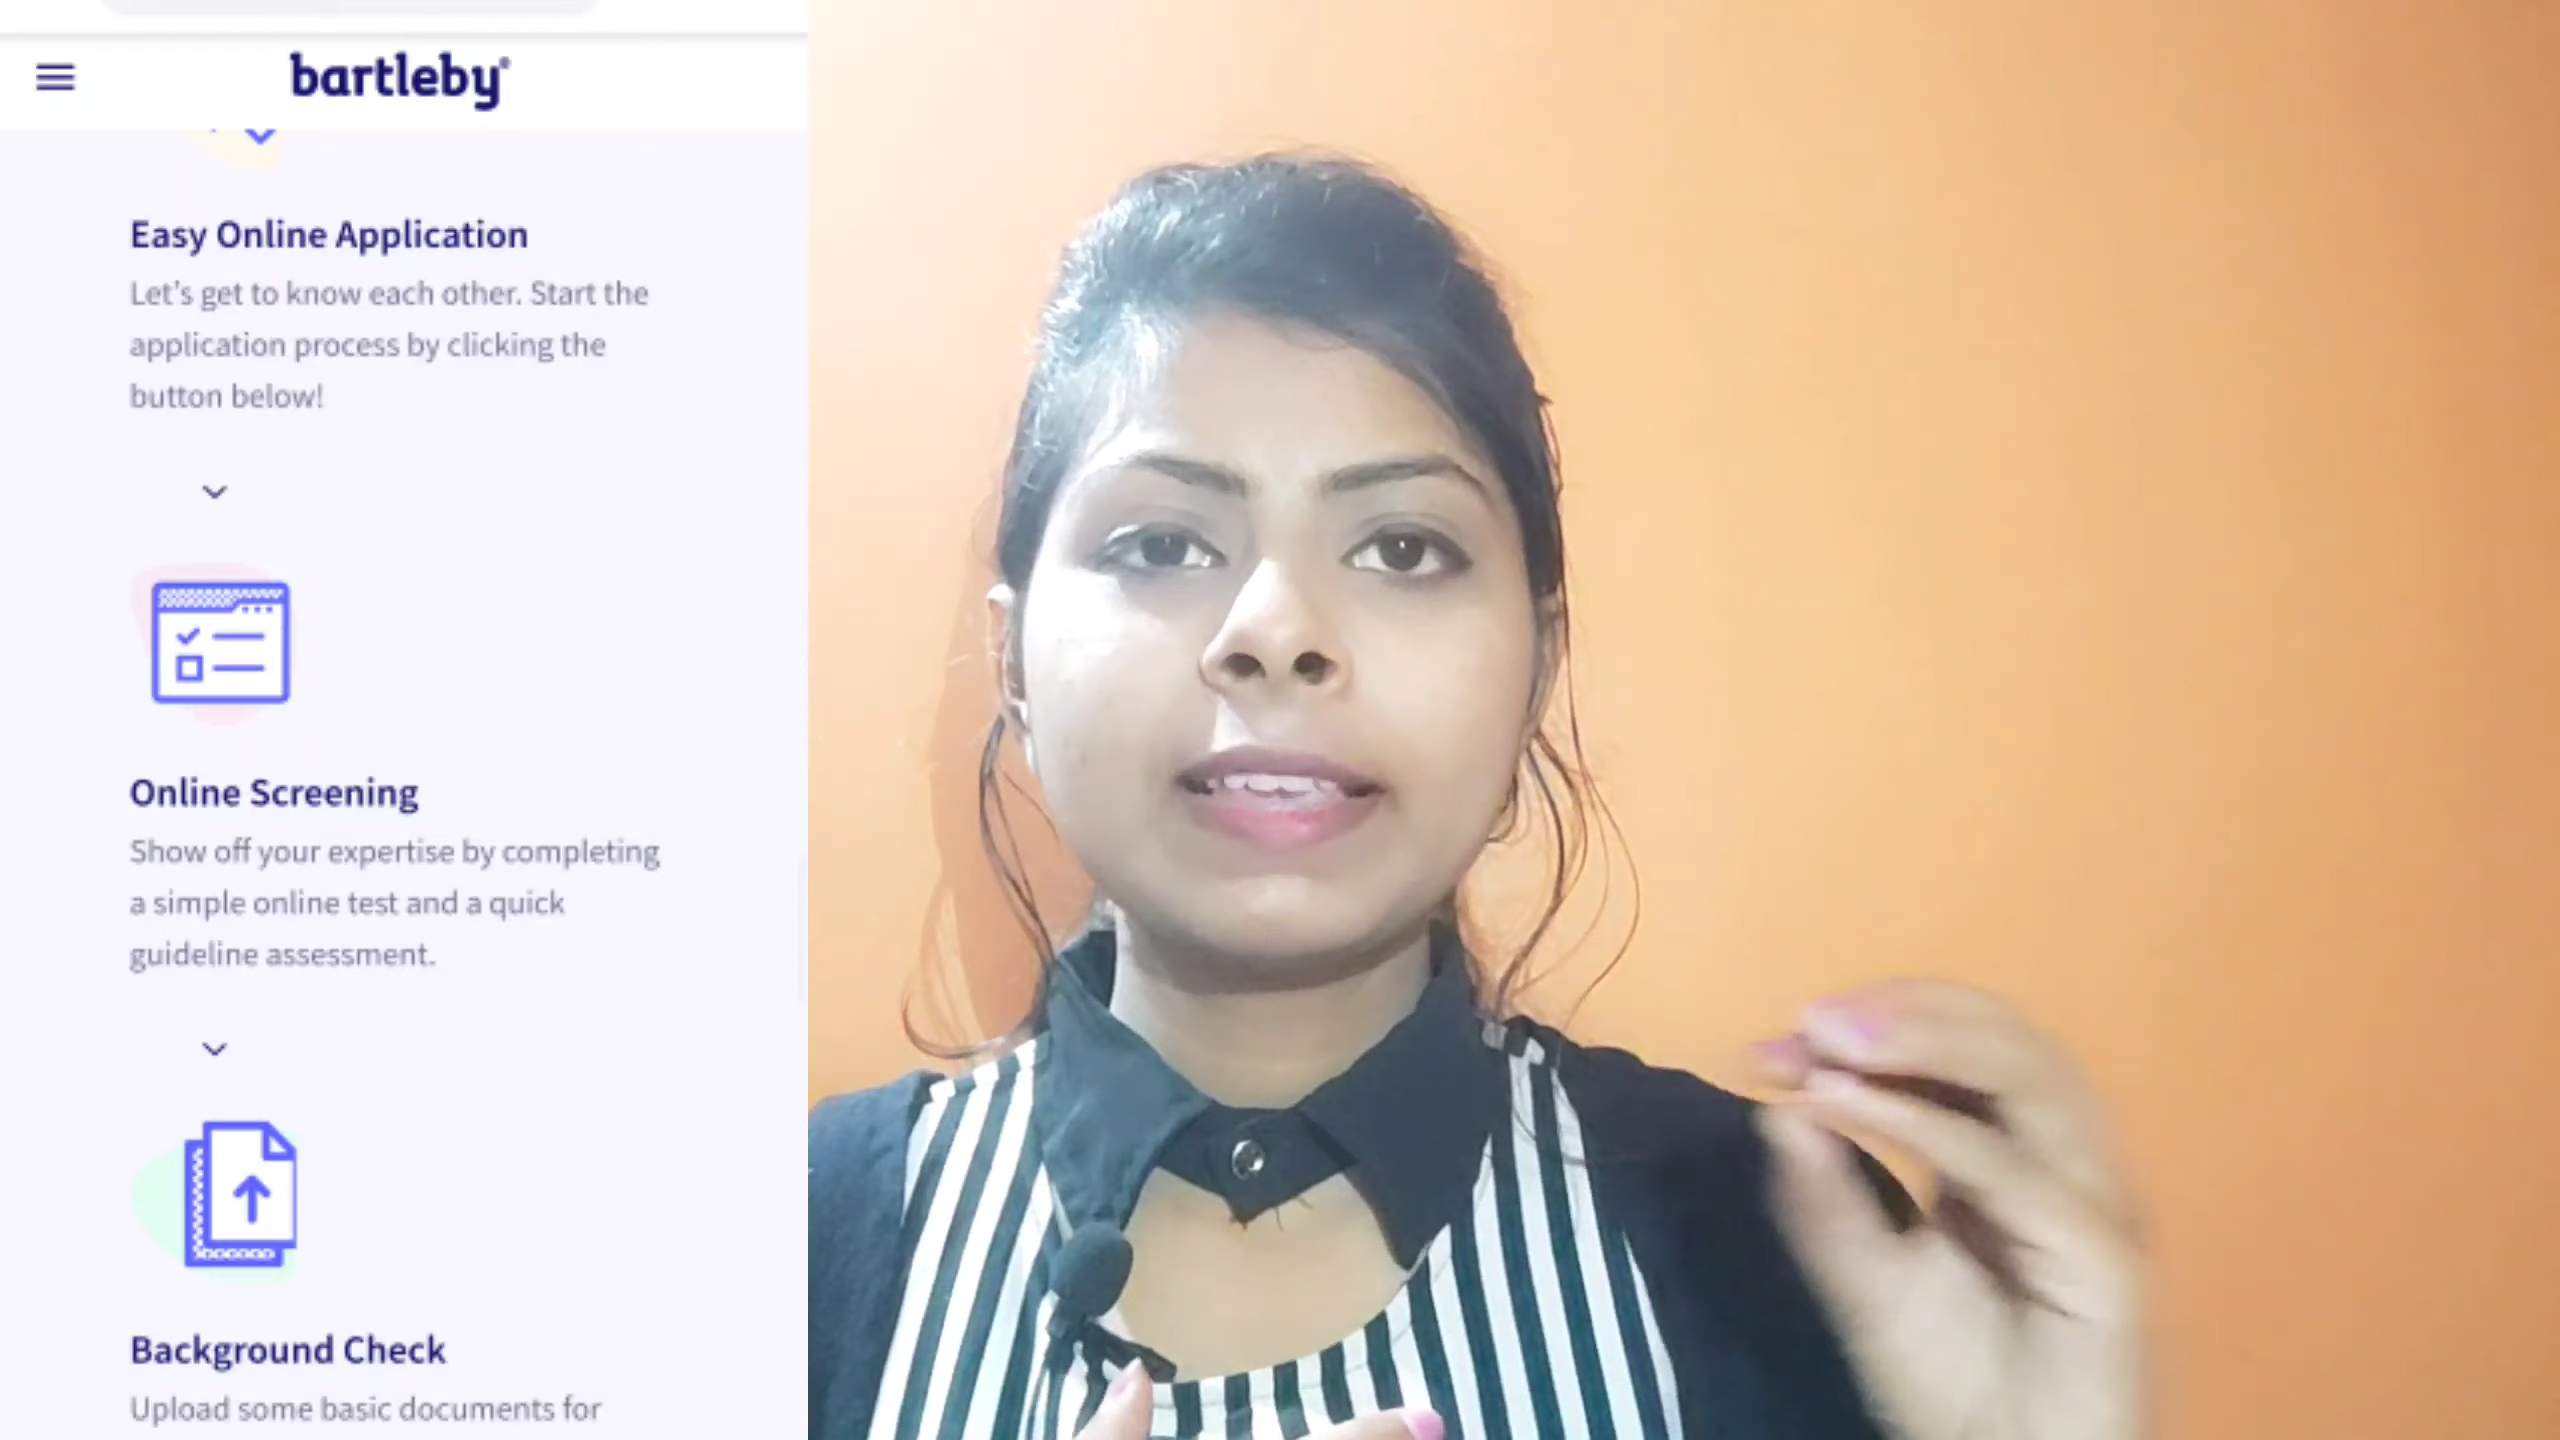 bartleby®
Easy Online Application
Let's get to know each other. Start the
application process by clicking the
button below!
Online Screening
Show off your expertise by completing
a simple online test and a quick
guideline assessment.
Background Check
Upload some basic documents for